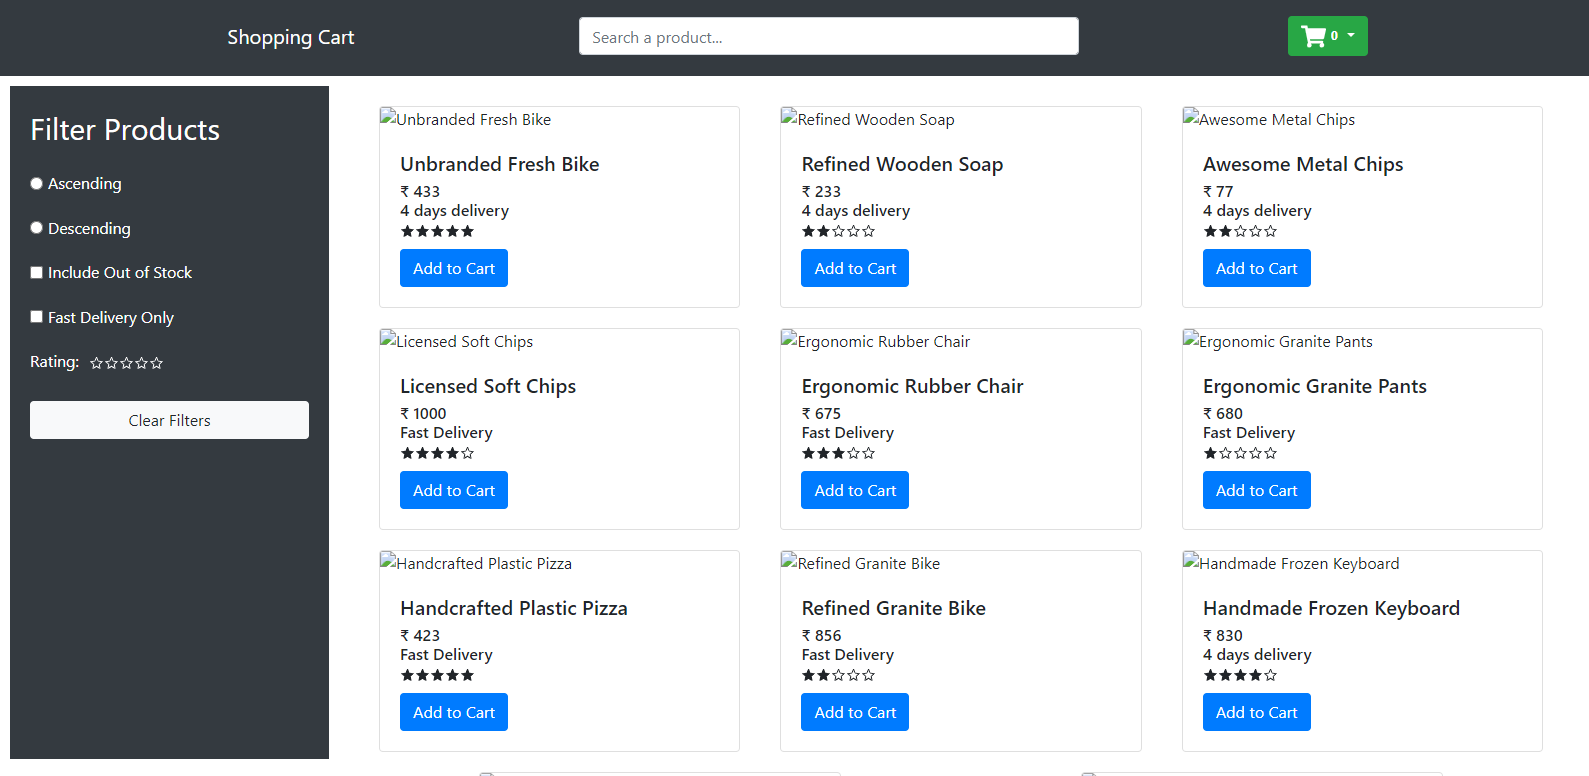 Shopping Cart
Search a product...
0
Filter Products
Ascending
Descending
Include Out of Stock
Fast Delivery Only
Rating: ☆☆☆☆☆
Clear Filters
Unbranded Fresh Bike
Unbranded Fresh Bike
₹ 433
4 days delivery
★★★★★
Add to Cart
Refined Wooden Soap
Refined Wooden Soap
₹ 233
4 days delivery
★★☆☆☆
Add to Cart
Awesome Metal Chips
Awesome Metal Chips
₹ 77
4 days delivery
★★☆☆☆
Add to Cart
Licensed Soft Chips
Licensed Soft Chips
₹ 1000
Fast Delivery
★★★★☆
Add to Cart
Ergonomic Rubber Chair
Ergonomic Rubber Chair
₹ 675
Fast Delivery
★★★☆☆
Add to Cart
Ergonomic Granite Pants
Ergonomic Granite Pants
₹ 680
Fast Delivery
★☆☆☆☆
Add to Cart
Handcrafted Plastic Pizza
Handcrafted Plastic Pizza
₹ 423
Fast Delivery
★★★★★
Add to Cart
Refined Granite Bike
Refined Granite Bike
₹ 856
Fast Delivery
★★☆☆☆
Add to Cart
Handmade Frozen Keyboard
Handmade Frozen Keyboard
₹ 830
4 days delivery
★★★★☆
Add to Cart